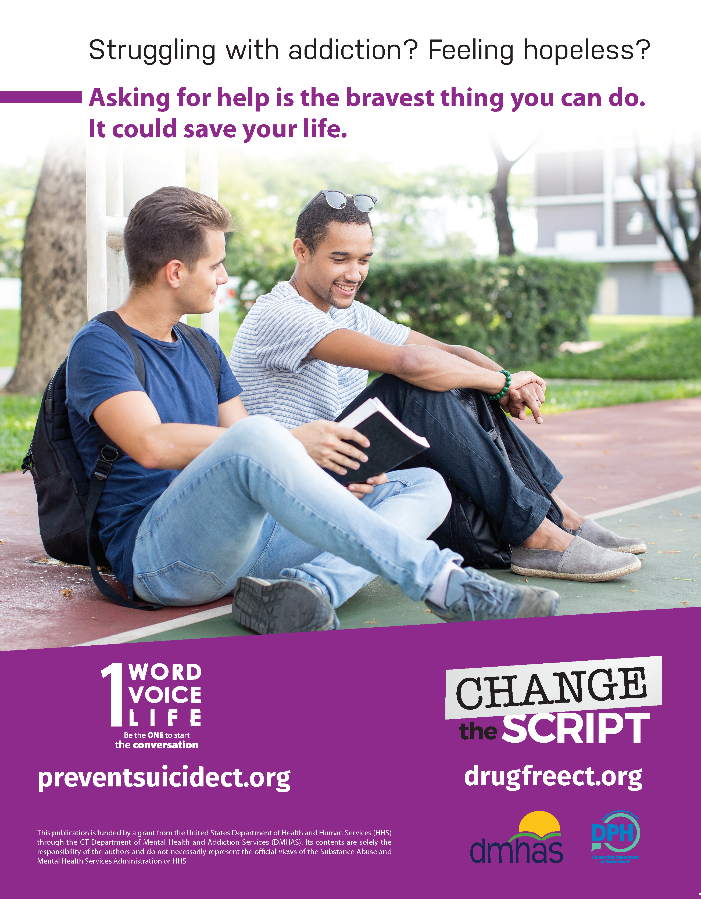 Struggling with addiction? Feeling hopeless?
Asking for help is the bravest thing you can do.
It could save your life.
1 WORD
VOICE
LIFE
Be the ONE to start
the conversation
preventsuicidect.org
CHANGE
the SCRIPT
drugfreect.org
This publication is funded by a grant from the United States Department of Health and Human Services (HHS)
through the CT Department of Mental Health and Addiction Services (DMHAS). Its contents are solely the
responsibility of the authors and do not necessarily represent the official views of the Substance Abuse and
Mental Health Services Administration or HHS
dmhas
DPH